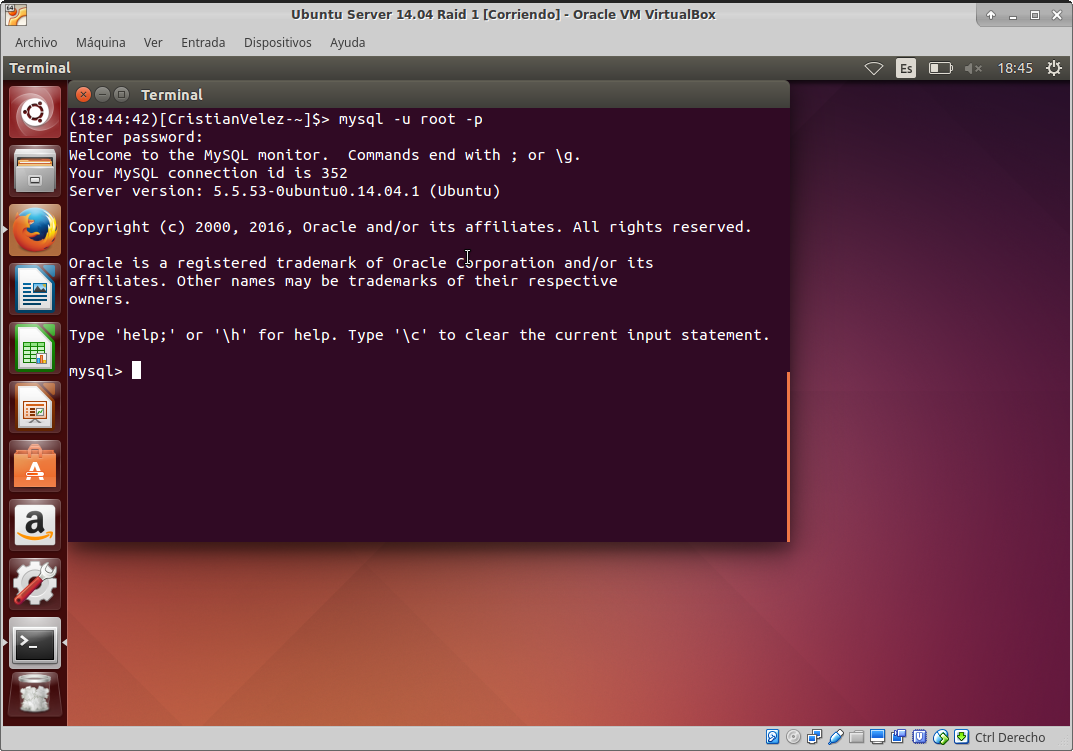 Ubuntu Server 14.04 Raid 1 [Corriendo] - Oracle VM VirtualBox
Archivo Máquina Ver Entrada Dispositivos Ayuda
Terminal Es 18:45
Terminal
(18:44:42)[CristianVelez-~]$> mysql -u root -p
Enter password:
Welcome to the MySQL monitor.  Commands end with ; or \g.
Your MySQL connection id is 352
Server version: 5.5.53-0ubuntu0.14.04.1 (Ubuntu)
Copyright (c) 2000, 2016, Oracle and/or its affiliates. All rights reserved.
Oracle is a registered trademark of Oracle Corporation and/or its
affiliates. Other names may be trademarks of their respective
owners.
Type 'help;' or '\h' for help. Type '\c' to clear the current input statement.
mysql>
Ctrl Derecho